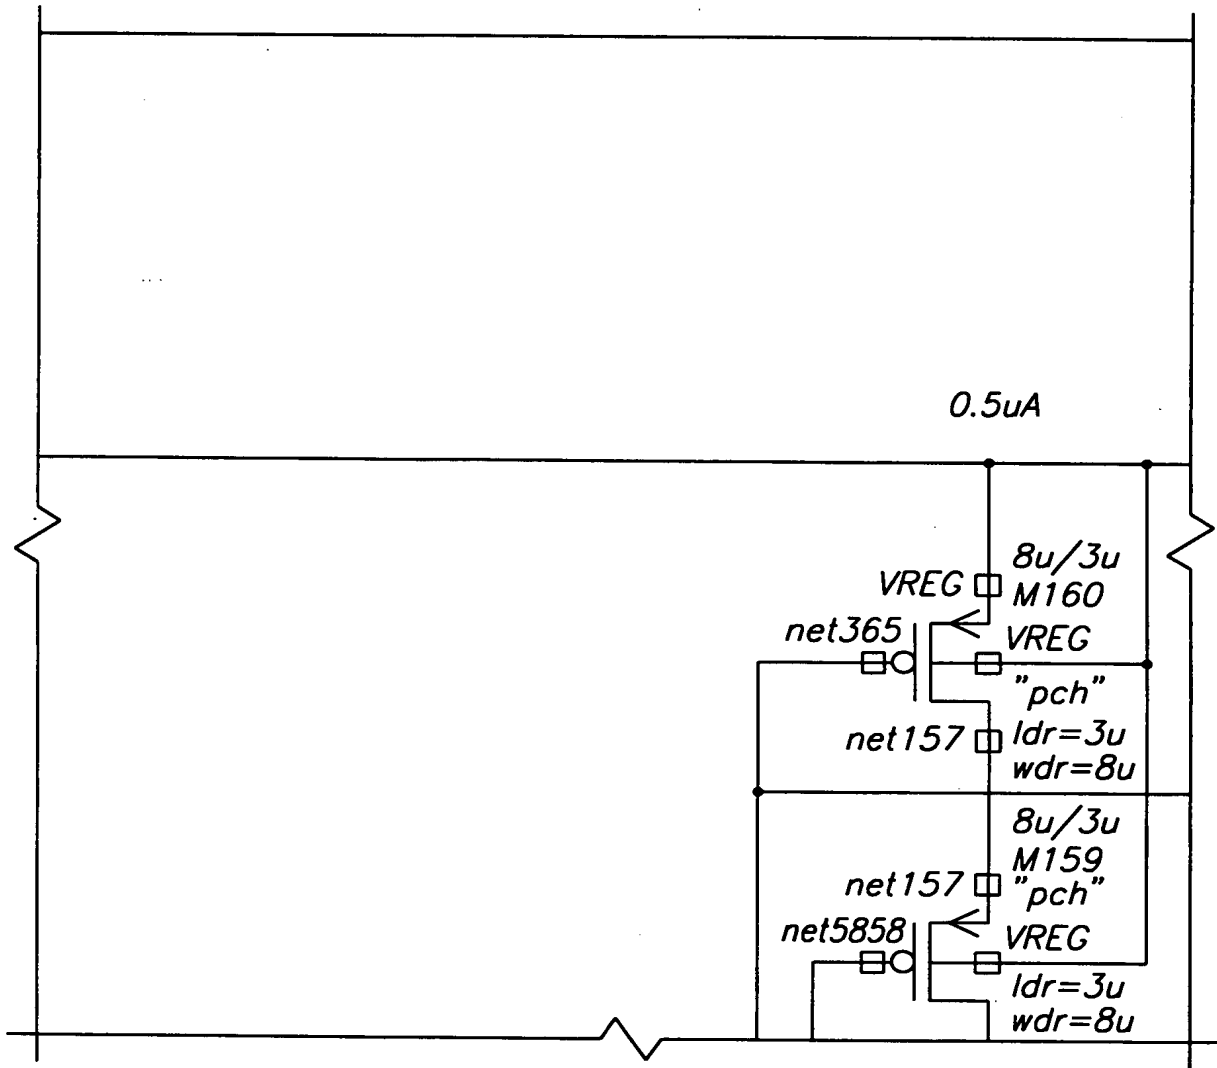 0.5uA
8u/3u
VREG M160
net365 VREG
"pch"
net157 ldr=3u
wdr=8u
8u/3u
M159
net157 "pch"
net5858 VREG
ldr=3u
wdr=8u